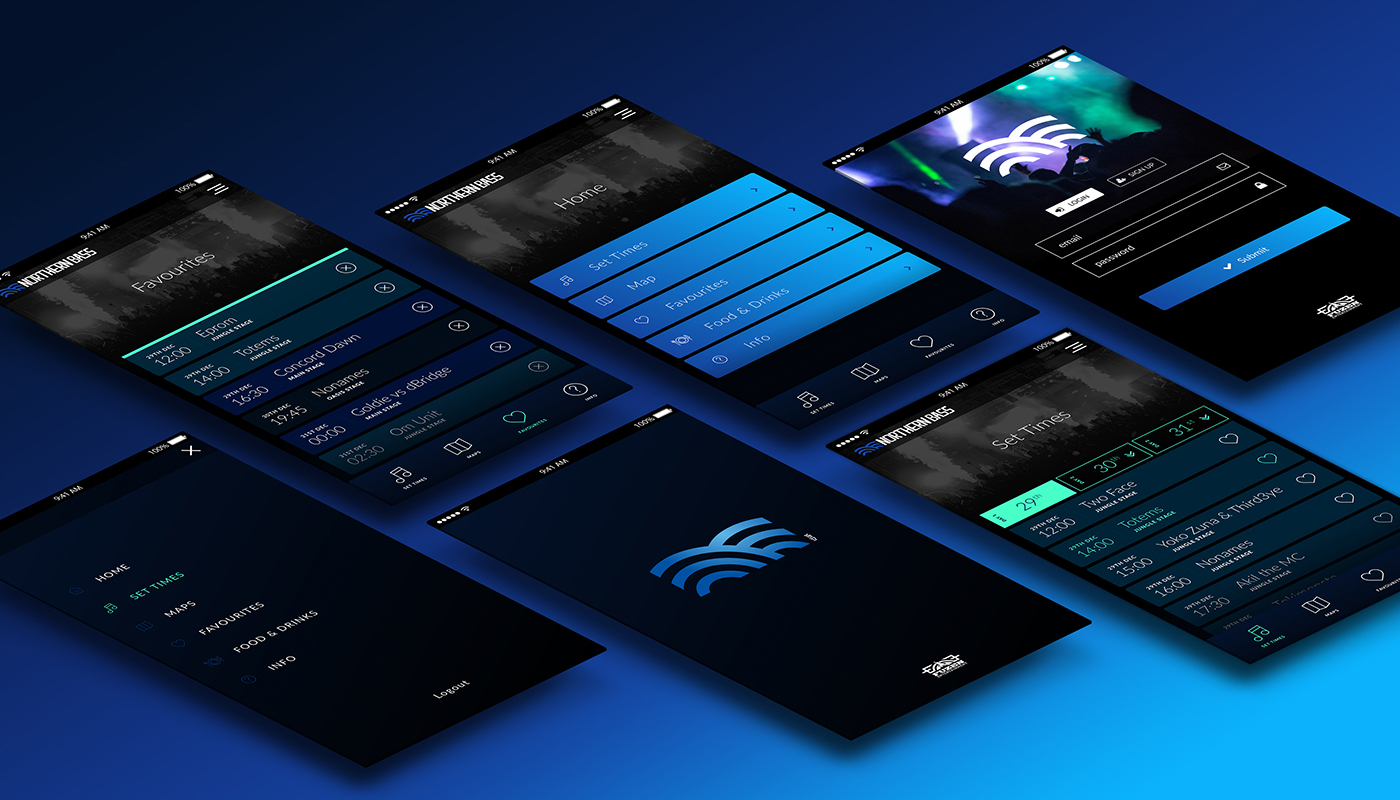 9:41 AM
100%
NORTHERN BASS
Favourites
29TH DEC
12:00
Eprom
JUNGLE STAGE
29TH DEC
14:00
Totems
JUNGLE STAGE
29TH DEC
16:30
Concord Dawn
MAIN STAGE
29TH DEC
19:45
Nonames
OASIS STAGE
31ST DEC
00:00
Goldie vs dBridge
MAIN STAGE
31ST DEC
02:30
Om Unit
JUNGLE STAGE
SET TIMES
MAPS
FAVOURITES
INFO
9:41 AM
100%
NORTHERN BASS
Home
Set Times
Map
Favourites
Food & Drinks
Info
SET TIMES
MAPS
FAVOURITES
INFO
9:41 AM
100%
LOGIN
SIGN UP
email
password
Submit
9:41 AM
100%
HOME
SET TIMES
MAPS
FAVOURITES
FOOD & DRINKS
INFO
Logout
9:41 AM
100%
9:41 AM
100%
NORTHERN BASS
Set Times
29th
30th
31st
29TH DEC
12:00
Two Face
JUNGLE STAGE
29TH DEC
14:00
Totems
JUNGLE STAGE
29TH DEC
15:00
Yoko Zuna & Third3ye
JUNGLE STAGE
29TH DEC
16:00
Nonames
JUNGLE STAGE
29TH DEC
17:30
Akil the MC
JUNGLE STAGE
29TH DEC
SET TIMES
MAPS